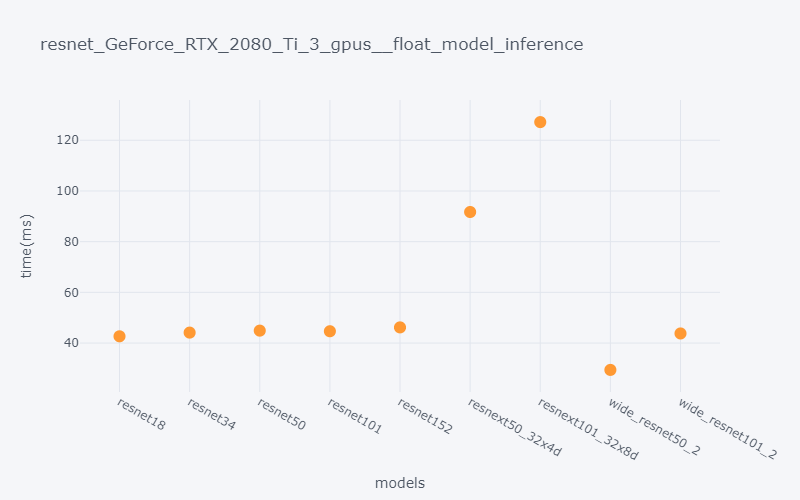 resnet_GeForce_RTX_2080_Ti_3_gpus__float_model_inference
120
100
80
60
40
time(ms)
resnet18
resnet34
resnet50
resnet101
resnet152
resnext50_32x4d
resnext101_32x8d
wide_resnet50_2
wide_resnet101_2
models